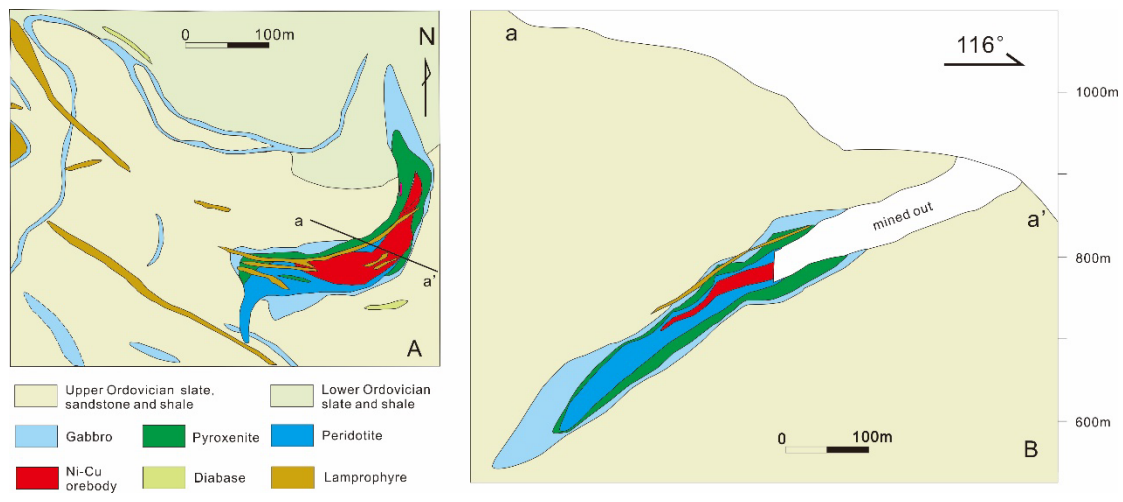 0 100m
N
a
a'
A
Upper Ordovician slate,
sandstone and shale
Lower Ordovician
slate and shale
Gabbro
Pyroxenite
Peridotite
Ni-Cu
orebody
Diabase
Lamprophyre
a
116°
1000m
mined out
a'
800m
600m
0 100m
B